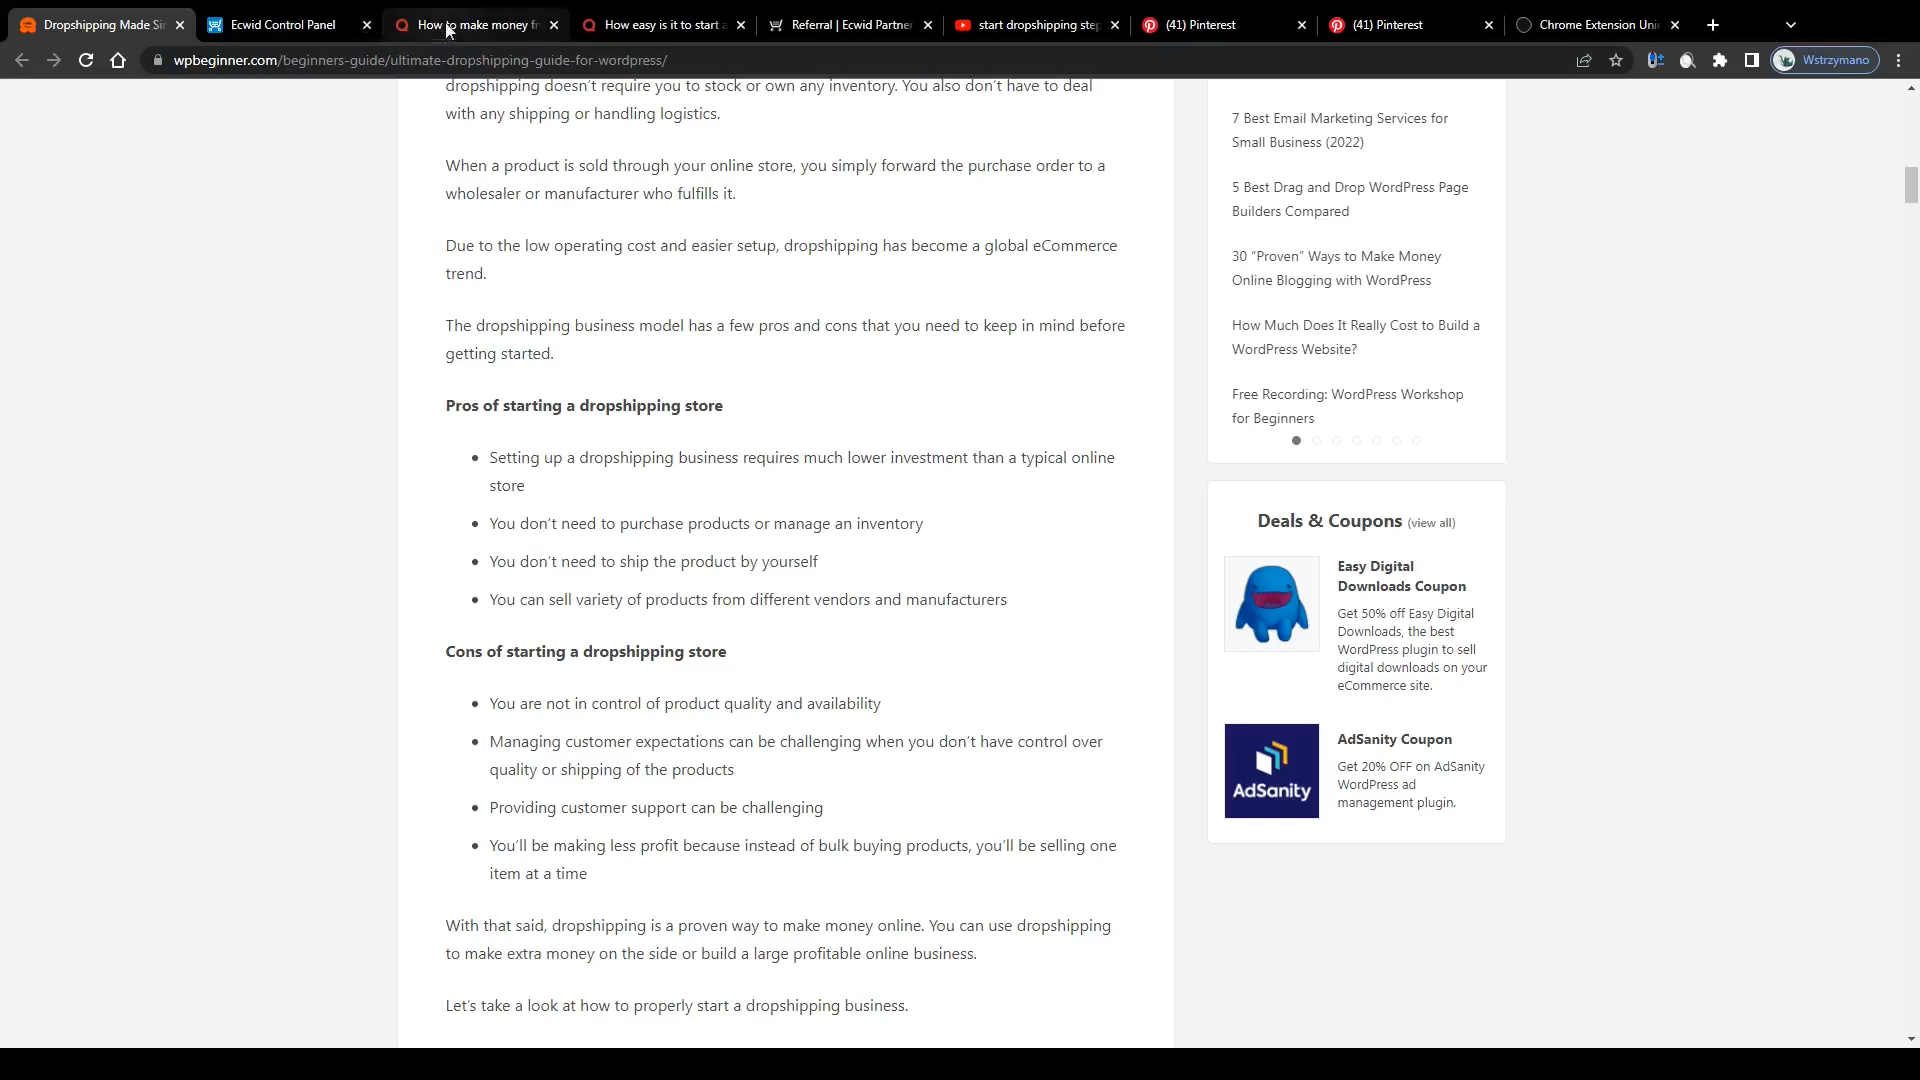 Dropshipping Made Si
Ecwid Control Panel
How to make money fr
How easy is it to start a
Referral | Ecwid Partner
start dropshipping step
(41) Pinterest
(41) Pinterest
Chrome Extension Uni
wpbeginner.com/beginners-guide/ultimate-dropshipping-guide-for-wordpress/
Wstrzymano
dropshipping doesn’t require you to stock or own any inventory. You also don’t have to deal
with any shipping or handling logistics.
When a product is sold through your online store, you simply forward the purchase order to a
wholesaler or manufacturer who fulfills it.
Due to the low operating cost and easier setup, dropshipping has become a global eCommerce
trend.
The dropshipping business model has a few pros and cons that you need to keep in mind before
getting started.
Pros of starting a dropshipping store
Setting up a dropshipping business requires much lower investment than a typical online
store
You don’t need to purchase products or manage an inventory
You don’t need to ship the product by yourself
You can sell variety of products from different vendors and manufacturers
Cons of starting a dropshipping store
You are not in control of product quality and availability
Managing customer expectations can be challenging when you don’t have control over
quality or shipping of the products
Providing customer support can be challenging
You’ll be making less profit because instead of bulk buying products, you’ll be selling one
item at a time
With that said, dropshipping is a proven way to make money online. You can use dropshipping
to make extra money on the side or build a large profitable online business.
Let’s take a look at how to properly start a dropshipping business.
7 Best Email Marketing Services for
Small Business (2022)
5 Best Drag and Drop WordPress Page
Builders Compared
30 “Proven” Ways to Make Money
Online Blogging with WordPress
How Much Does It Really Cost to Build a
WordPress Website?
Free Recording: WordPress Workshop
for Beginners
Deals & Coupons (view all)
Easy Digital
Downloads Coupon
Get 50% off Easy Digital
Downloads, the best
WordPress plugin to sell
digital downloads on your
eCommerce site.
AdSanity
AdSanity Coupon
Get 20% OFF on AdSanity
WordPress ad
management plugin.